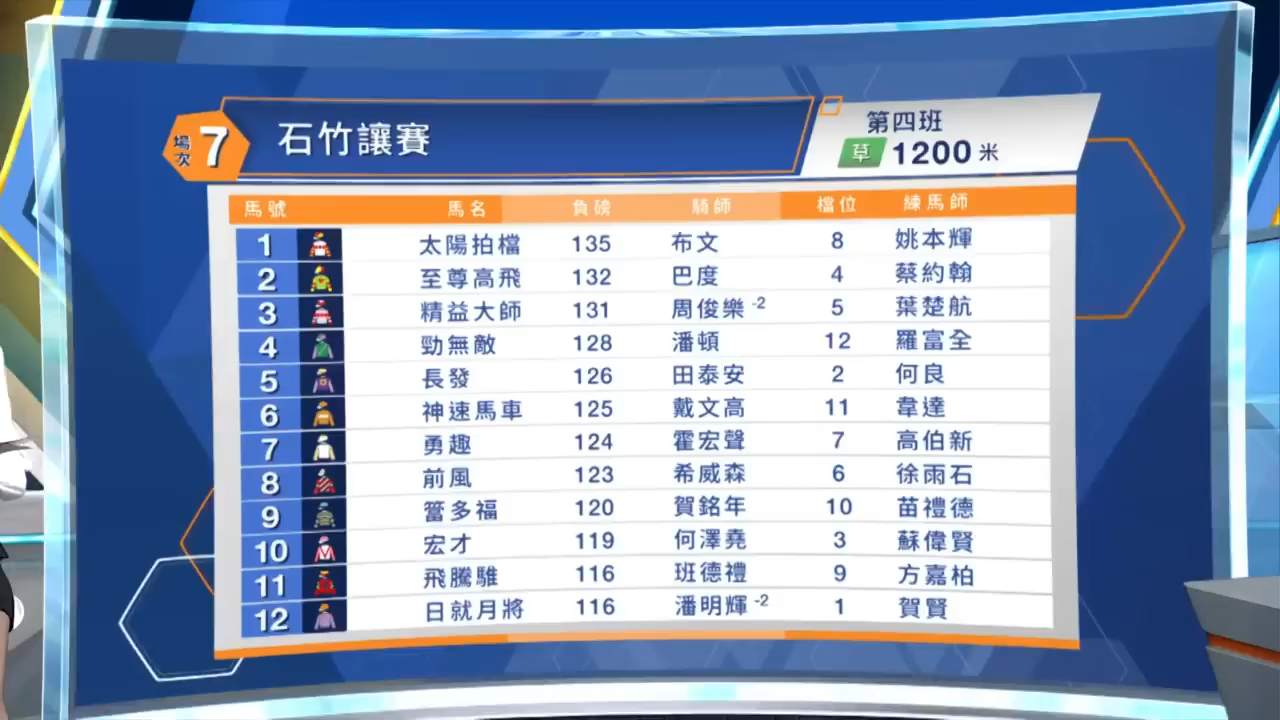 場次 7 石竹讓賽 第四班
草 1200 米
馬號 馬名 負磅 騎師 檔位 練馬師
1 太陽拍檔 135 布文 8 姚本輝
2 至尊高飛 132 巴度 4 蔡約翰
3 精益大師 131 周俊樂 -2 5 葉楚航
4 勁無敵 128 潘頓 12 羅富全
5 長發 126 田泰安 2 何良
6 神速馬車 125 戴文高 11 韋達
7 勇趣 124 霍宏聲 7 高伯新
8 前風 123 希威森 6 徐雨石
9 當多福 120 賀銘年 10 苗禮德
10 宏才 119 何澤堯 3 蘇偉賢
11 飛騰騅 116 班德禮 9 方嘉柏
12 日就月將 116 潘明輝 -2 1 賀賢